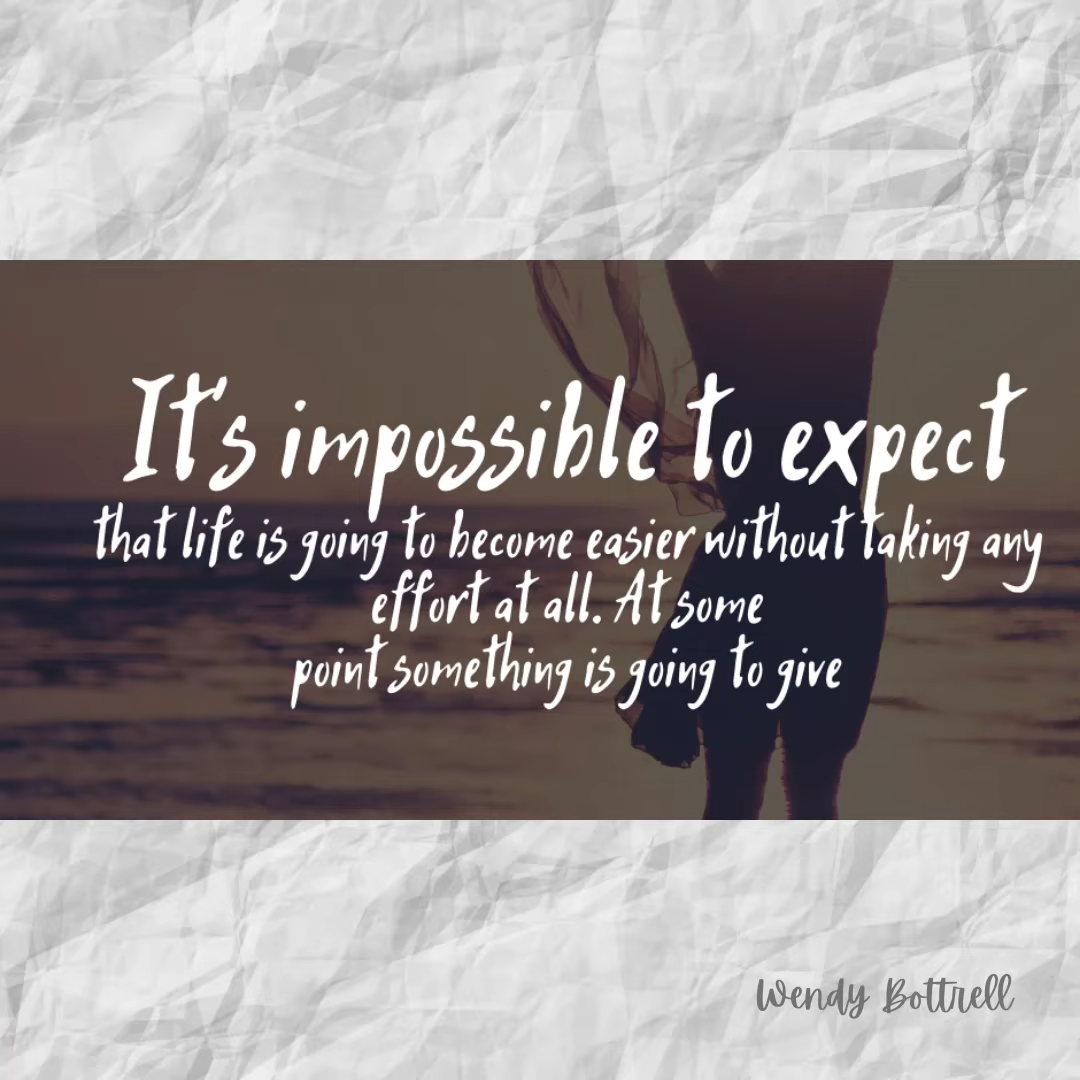 It's impossible to expect
that life is going to become easier without taking any
effort at all. At some
point something is going to give
Wendy Bottrell